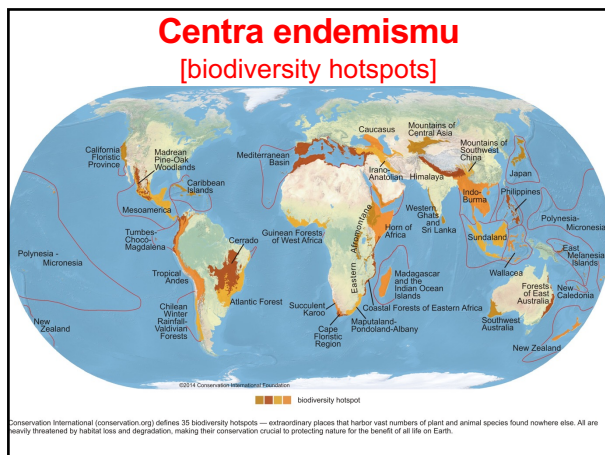 Centra endemismu
[biodiversity hotspots]
California
Floristic
Province
Madrean
Pine-Oak
Woodlands
Caribbean
Islands
Mesoamerica
Tumbes-
Chocó-
Magdalena
Polynesia -
Micronesia
Tropical
Andes
Cerrado
Atlantic Forest
Chilean
Winter
Rainfall-
Valdivian
Forests
New
Zealand
Mediterranean
Basin
Caucasus
Mountains of
Central Asia
Irano-
Anatolian
Himalaya
Mountains of
Southwest
China
Japan
Indo-
Burma
Philippines
Western
Ghats
and
Sri Lanka
Guinean Forests
of West Africa
Eastern Afromontane
Horn of
Africa
Sundaland
Wallacea
Polynesia-
Micronesia
East
Melanesian
Islands
New
Caledonia
Madagascar
and the
Indian Ocean
Islands
Coastal Forests of Eastern Africa
Succulent
Karoo
Cape
Floristic
Region
Maputaland-
Pondoland-Albany
Forests
of East
Australia
Southwest
Australia
New Zealand
©2014 Conservation International Foundation
biodiversity hotspot
Conservation International (conservation.org) defines 35 biodiversity hotspots — extraordinary places that harbor vast numbers of plant and animal species found nowhere else. All are
heavily threatened by habitat loss and degradation, making their conservation crucial to protecting nature for the benefit of all life on Earth.